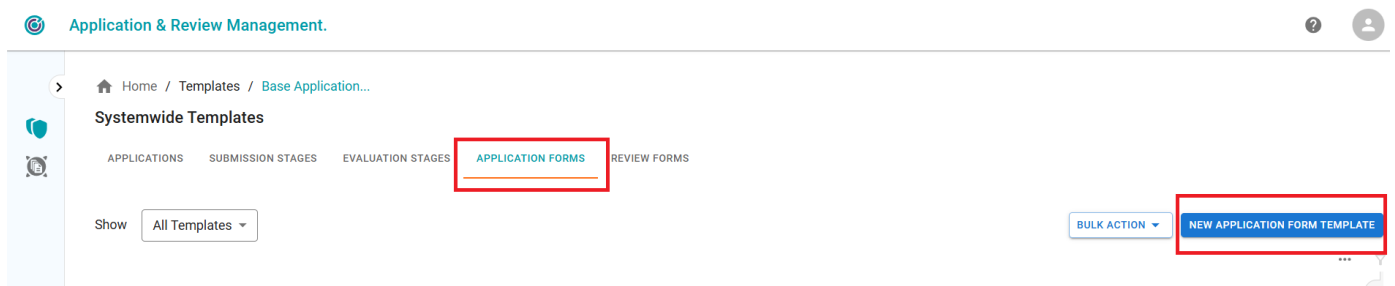 Application & Review Management.
Home / Templates / Base Application...
Systemwide Templates
APPLICATIONS SUBMISSION STAGES EVALUATION STAGES APPLICATION FORMS REVIEW FORMS
Show All Templates BULK ACTION NEW APPLICATION FORM TEMPLATE